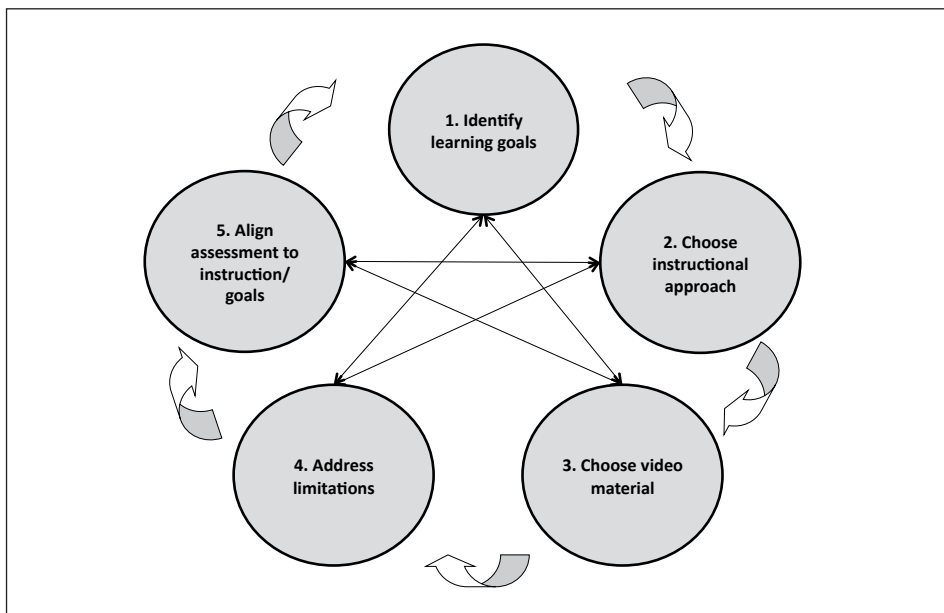 1. Identify
learning goals
2. Choose
instructional
approach
3. Choose video
material
4. Address
limitations
5. Align
assessment to
instruction/
goals